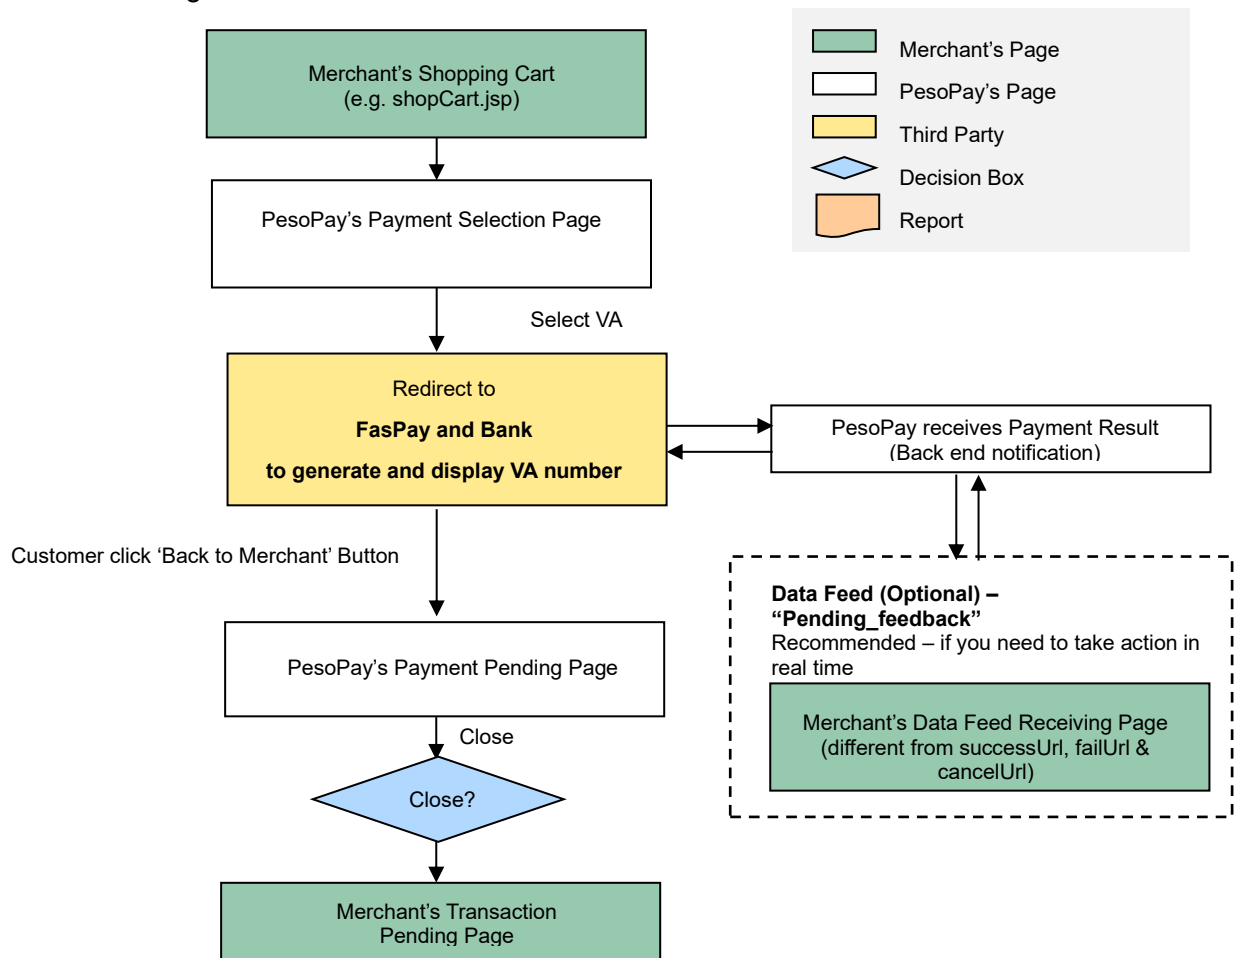 Merchant's Shopping Cart
(e.g. shopCart.jsp)
Merchant's Page
PesoPay's Page
Third Party
Decision Box
Report
PesoPay's Payment Selection Page
Select VA
Redirect to
FasPay and Bank
to generate and display VA number
PesoPay receives Payment Result
(Back end notification)
Customer click ‘Back to Merchant’ Button
Data Feed (Optional) –
“Pending_feedback”
Recommended – if you need to take action in
real time
Merchant's Data Feed Receiving Page
(different from successUrl, failUrl &
cancelUrl)
PesoPay's Payment Pending Page
Close
Close?
Merchant's Transaction
Pending Page